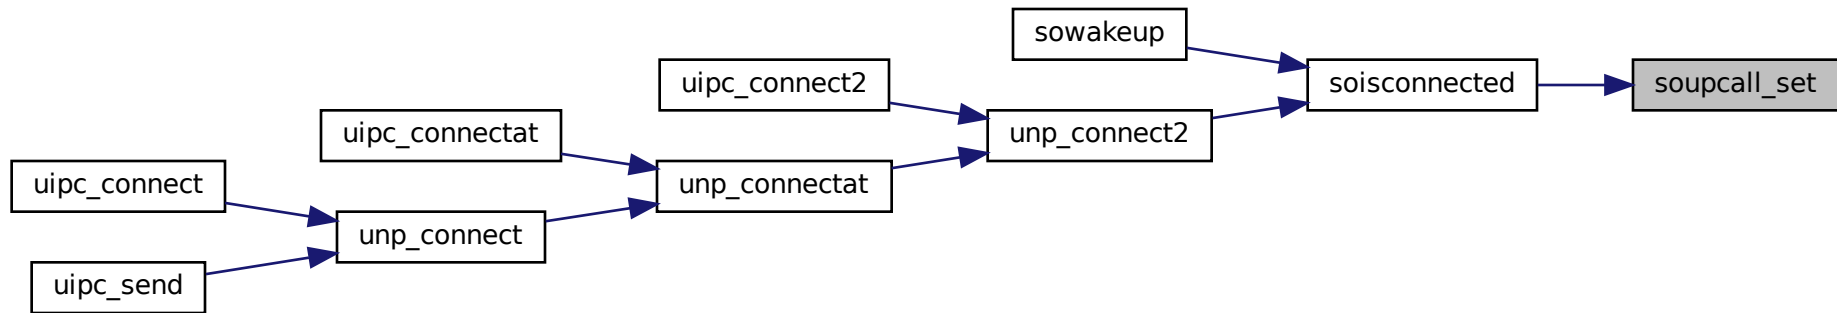 sowakeup
uipc_connect2
soisconnected
soupcall_set
uipc_connectat
unp_connect2
uipc_connect
unp_connectat
unp_connect
uipc_send